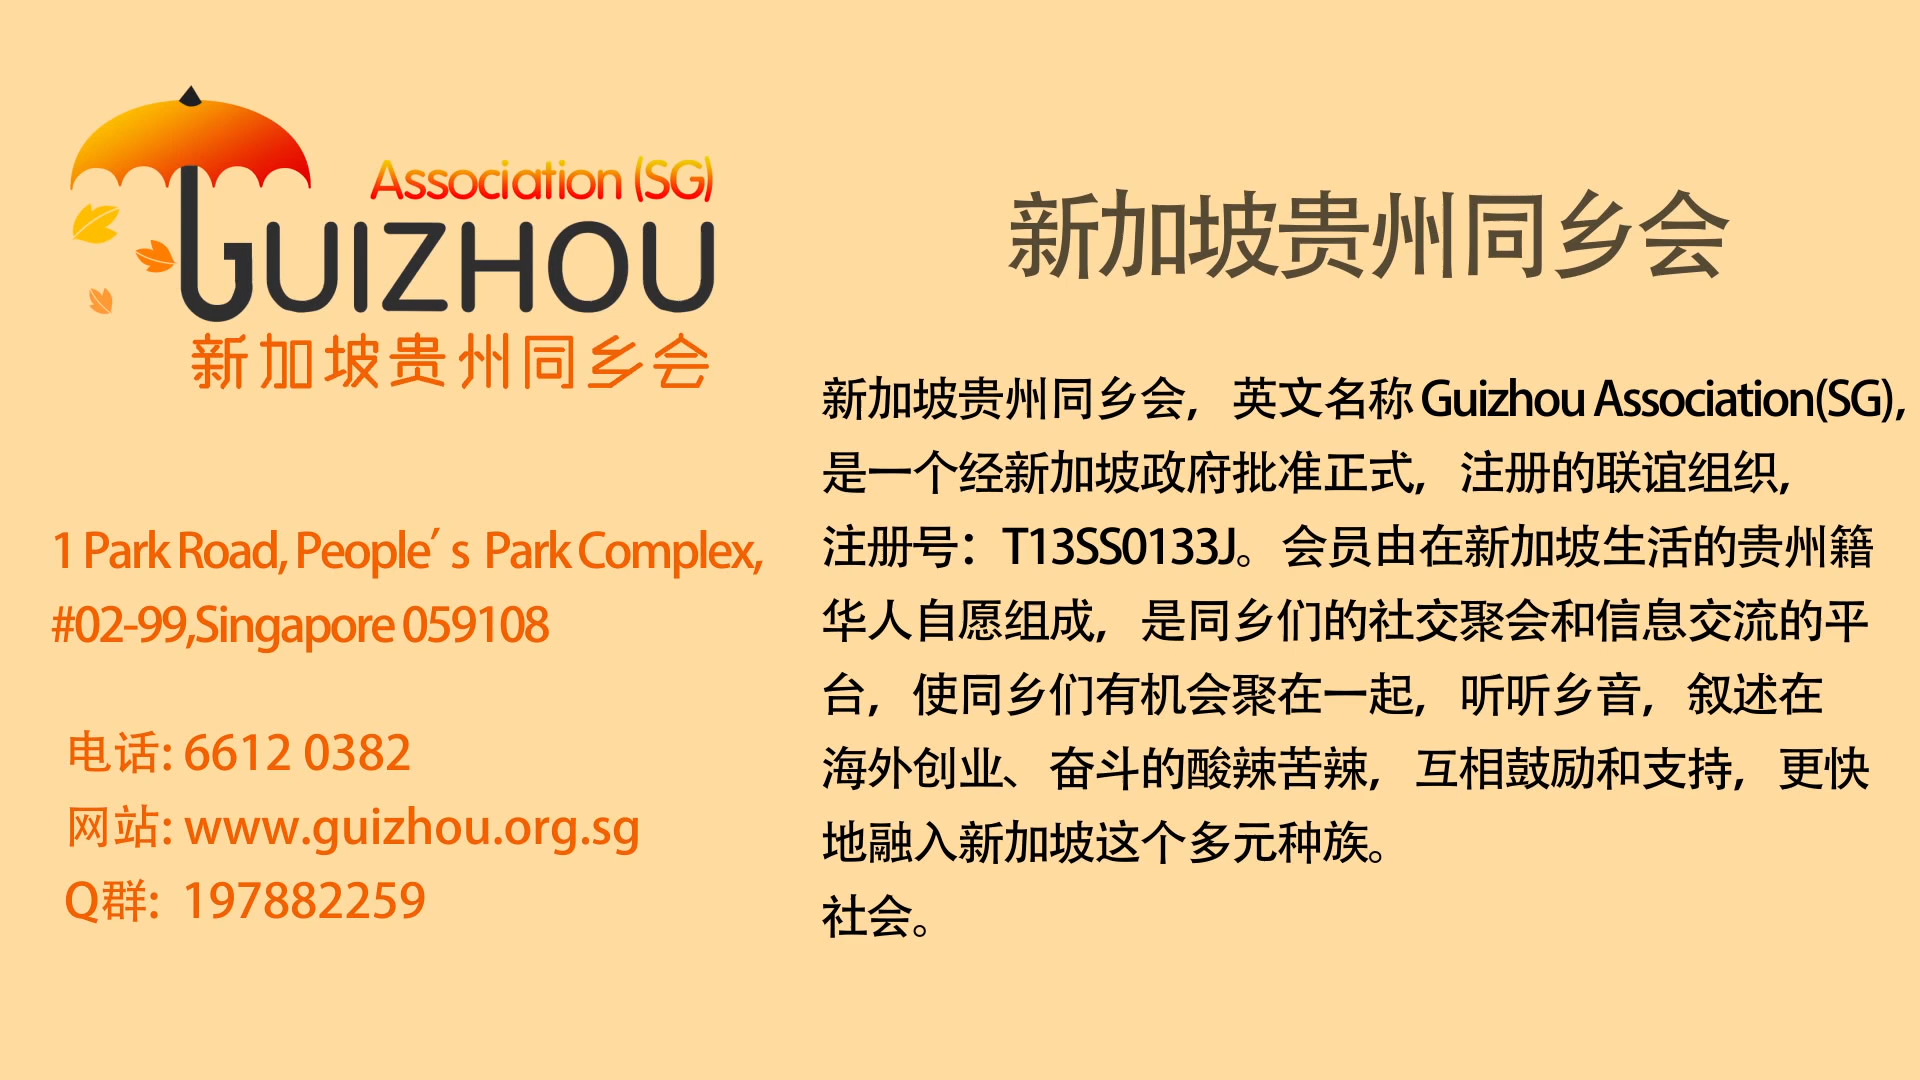 Association (SG)
GUIZHOU
新加坡贵州同乡会
1 Park Road, People′s Park Complex,
#02-99,Singapore 059108
电话: 6612 0382
网站: www.guizhou.org.sg
Q群: 197882259
新加坡贵州同乡会
新加坡贵州同乡会，英文名称 Guizhou Association(SG),
是一个经新加坡政府批准正式，注册的联谊组织,
注册号：T13SS0133J。会员由在新加坡生活的贵州籍
华人自愿组成，是同乡们的社交聚会和信息交流的平
台，使同乡们有机会聚在一起，听听乡音，叙述在
海外创业、奋斗的酸辣苦辣，互相鼓励和支持，更快
地融入新加坡这个多元种族。
社会。